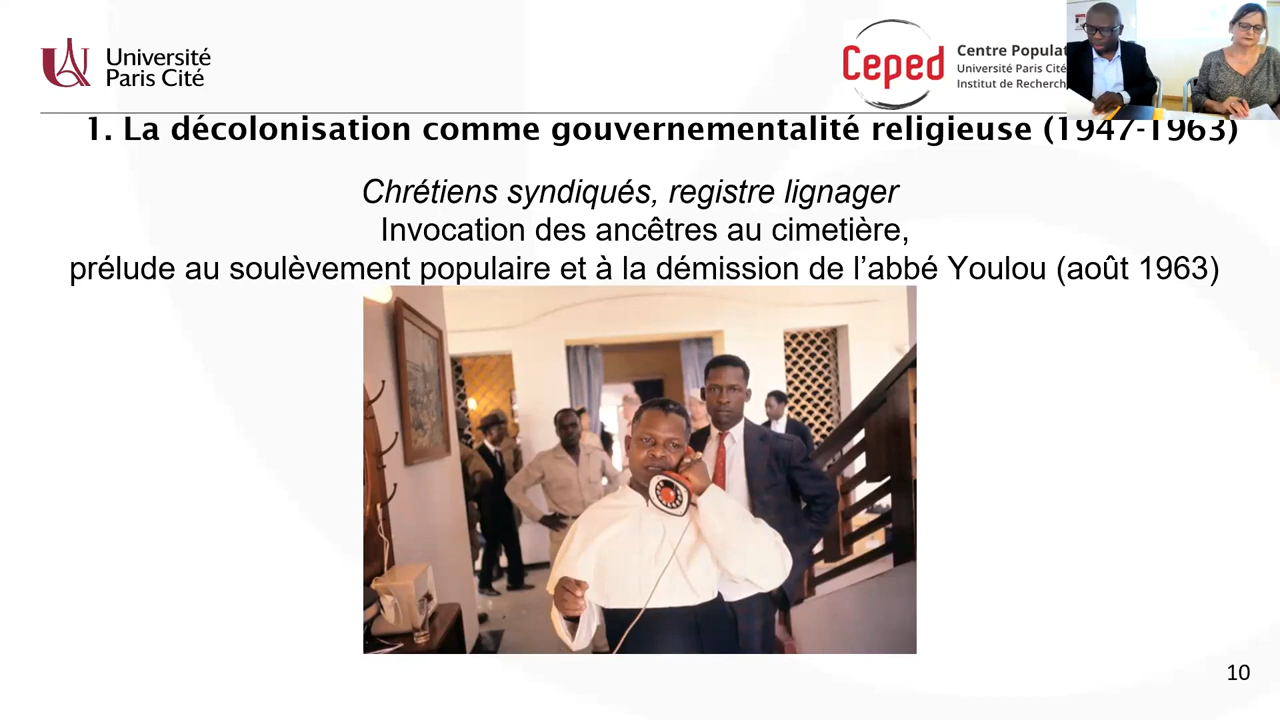 Université
Paris Cité
Ceped
Centre
Université Paris Cité
Institut de
1. La décolonisation comme gouvernementalité religieuse (1947-1963)
Chrétiens syndiqués, registre lignager
Invocation des ancêtres au cimetière,
prélude au soulèvement populaire et à la démission de l’abbé Youlou (août 1963)
10